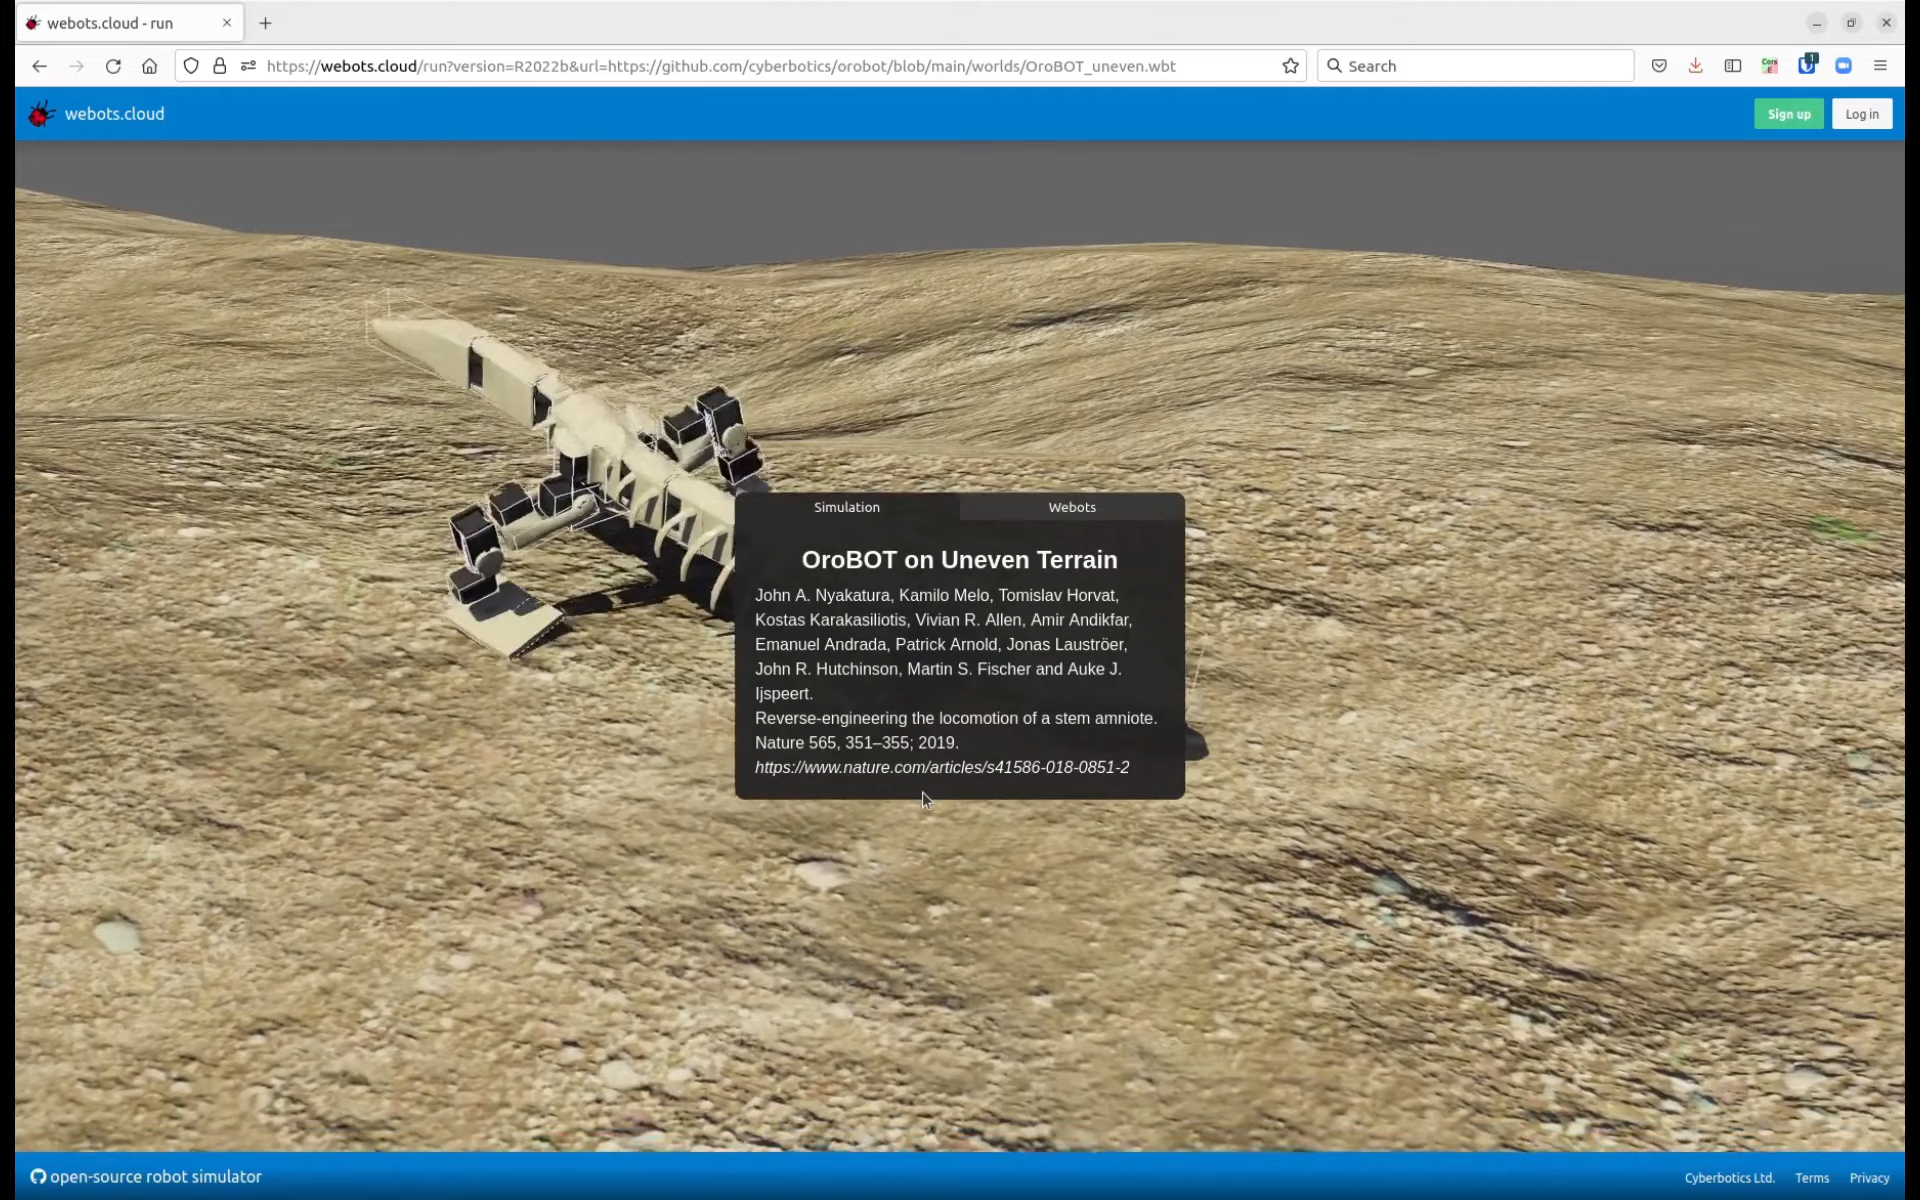 webots.cloud - run
https://webots.cloud/run?version=R2022b&url=https://github.com/cyberbotics/orobot/blob/main/worlds/OroBOT_uneven.wbt
Search
Cors
E
1
webots.cloud
Sign up
Log in
Simulation
Webots
OroBOT on Uneven Terrain
John A. Nyakatura, Kamilo Melo, Tomislav Horvat,
Kostas Karakasiliotis, Vivian R. Allen, Amir Andikfar,
Emanuel Andrada, Patrick Arnold, Jonas Lauströer,
John R. Hutchinson, Martin S. Fischer and Auke J.
Ijspeert.
Reverse-engineering the locomotion of a stem amniote.
Nature 565, 351–355; 2019.
https://www.nature.com/articles/s41586-018-0851-2
open-source robot simulator
Cyberbotics Ltd.
Terms
Privacy